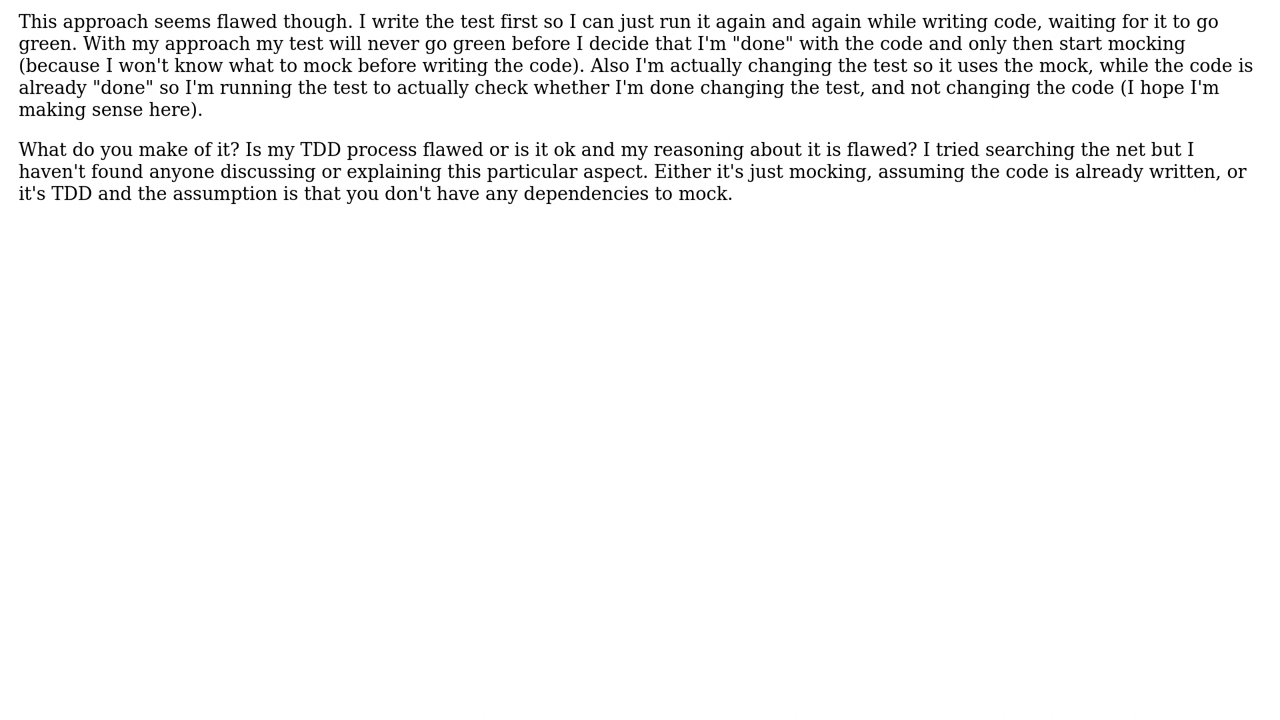 This approach seems flawed though. I write the test first so I can just run it again and again while writing code, waiting for it to go
green. With my approach my test will never go green before I decide that I'm "done" with the code and only then start mocking
(because I won't know what to mock before writing the code). Also I'm actually changing the test so it uses the mock, while the code is
already "done" so I'm running the test to actually check whether I'm done changing the test, and not changing the code (I hope I'm
making sense here).
What do you make of it? Is my TDD process flawed or is it ok and my reasoning about it is flawed? I tried searching the net but I
haven't found anyone discussing or explaining this particular aspect. Either it's just mocking, assuming the code is already written, or
it's TDD and the assumption is that you don't have any dependencies to mock.